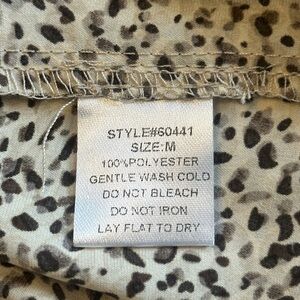 STYLE#60441
SIZE:M
100%POLYESTER
GENTLE WASH COLD
DO NOT BLEACH
DO NOT IRON
LAY FLAT TO DRY